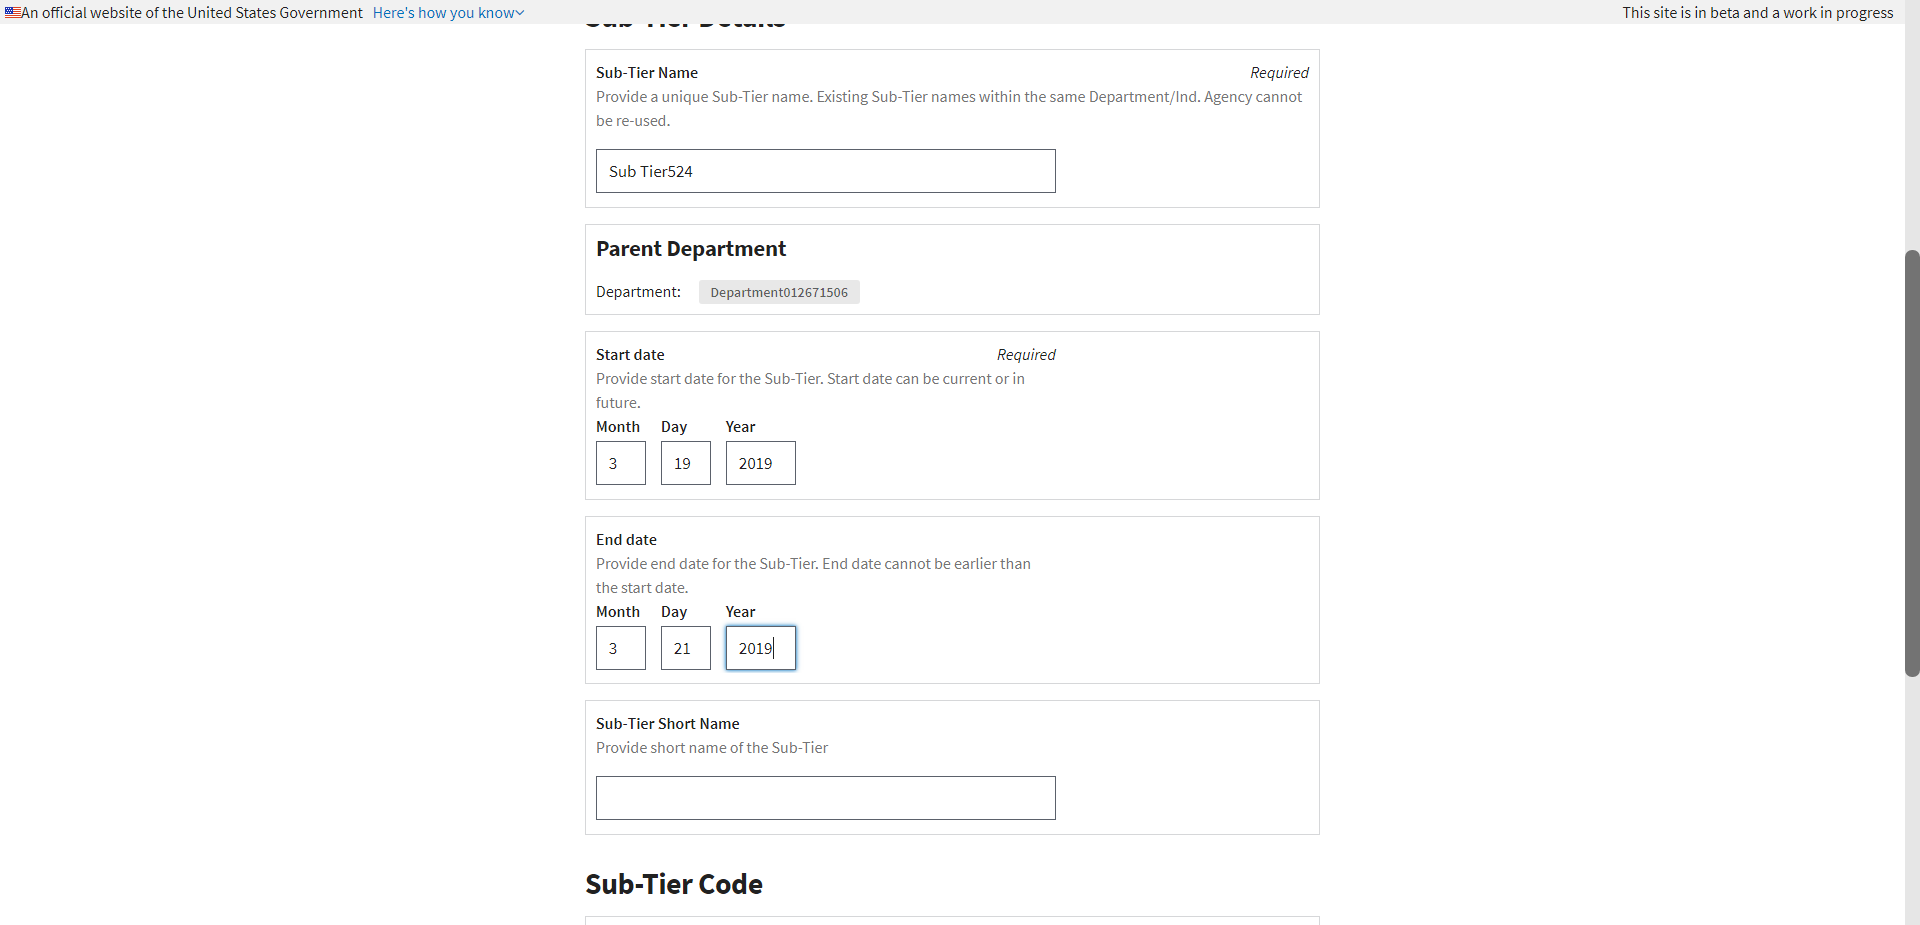 An official website of the United States Government Here's how you know
This site is in beta and a work in progress
Sub-Tier Details
Sub-Tier Name Required
Provide a unique Sub-Tier name. Existing Sub-Tier names within the same Department/Ind. Agency cannot
be re-used.
Sub Tier524
Parent Department
Department: Department012671506
Start date Required
Provide start date for the Sub-Tier. Start date can be current or in
future.
Month Day Year
3 19 2019
End date
Provide end date for the Sub-Tier. End date cannot be earlier than
the start date.
Month Day Year
3 21 2019
Sub-Tier Short Name
Provide short name of the Sub-Tier
Sub-Tier Code